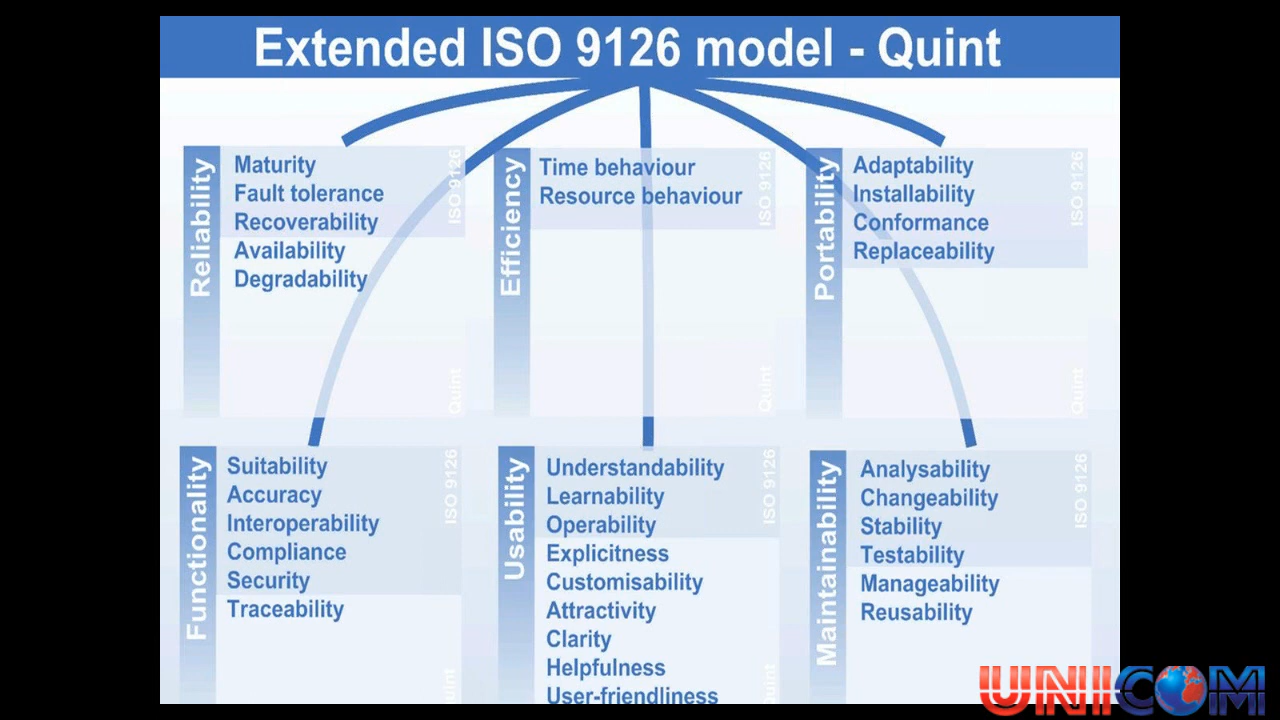 Extended ISO 9126 model - Quint
Reliability
Maturity
Fault tolerance
Recoverability
Availability
Degradability
ISO 9126
Quint
Efficiency
Time behaviour
Resource behaviour
ISO 9126
Quint
Portability
Adaptability
Installability
Conformance
Replaceability
ISO 9126
Quint
Functionality
Suitability
Accuracy
Interoperability
Compliance
Security
Traceability
ISO 9126
uint
Usability
Understandability
Learnability
Operability
Explicitness
Customisability
Attractivity
Clarity
Helpfulness
User-friendliness
ISO 9126
uint
Maintainability
Analysability
Changeability
Stability
Testability
Manageability
Reusability
ISO 9126
UNICOM